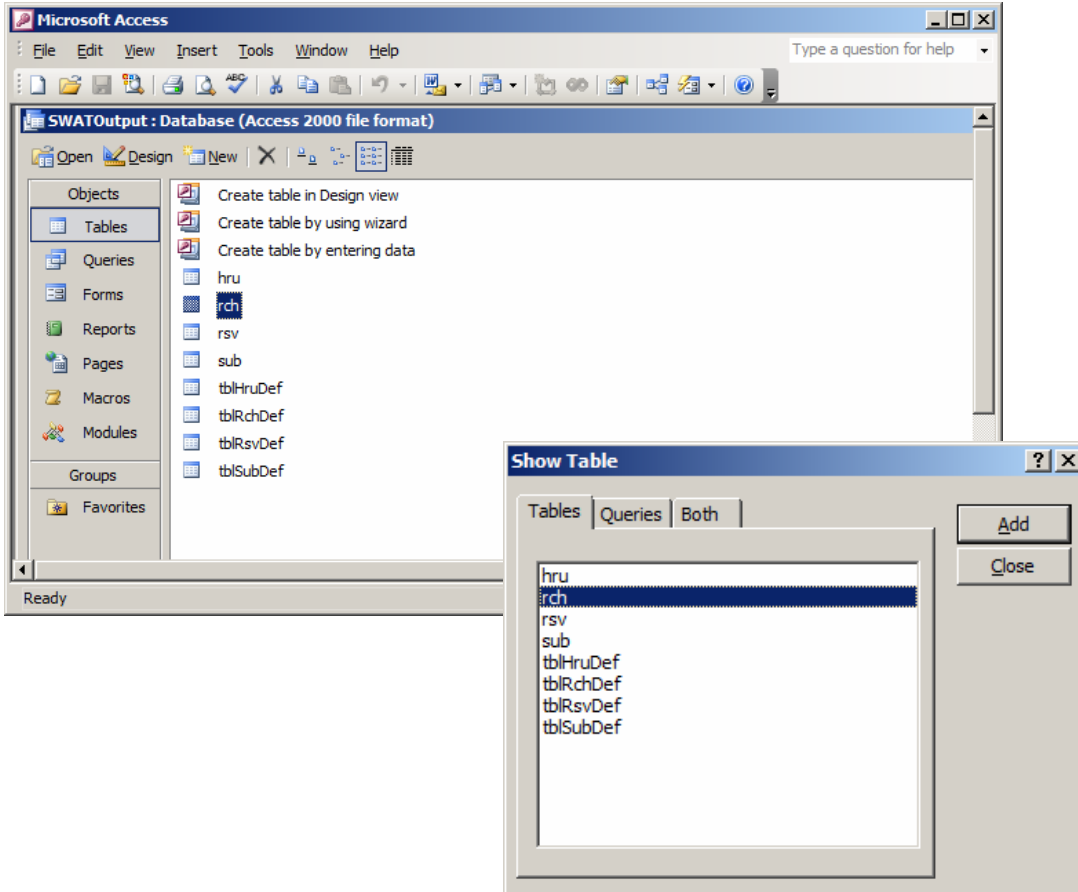 Microsoft Access
File Edit View Insert Tools Window Help Type a question for help
ABC W
SWATOutput : Database (Access 2000 file format)
Open Design New
Objects
Tables
Queries
Forms
Reports
Pages
Macros
Modules
Groups
Favorites
Create table in Design view
Create table by using wizard
Create table by entering data
hru
rch
rsv
sub
tblHruDef
tblRchDef
tblRsvDef
tblSubDef
Ready
Show Table
Tables Queries Both
hru
rch
rsv
sub
tblHruDef
tblRchDef
tblRsvDef
tblSubDef
Add
Close